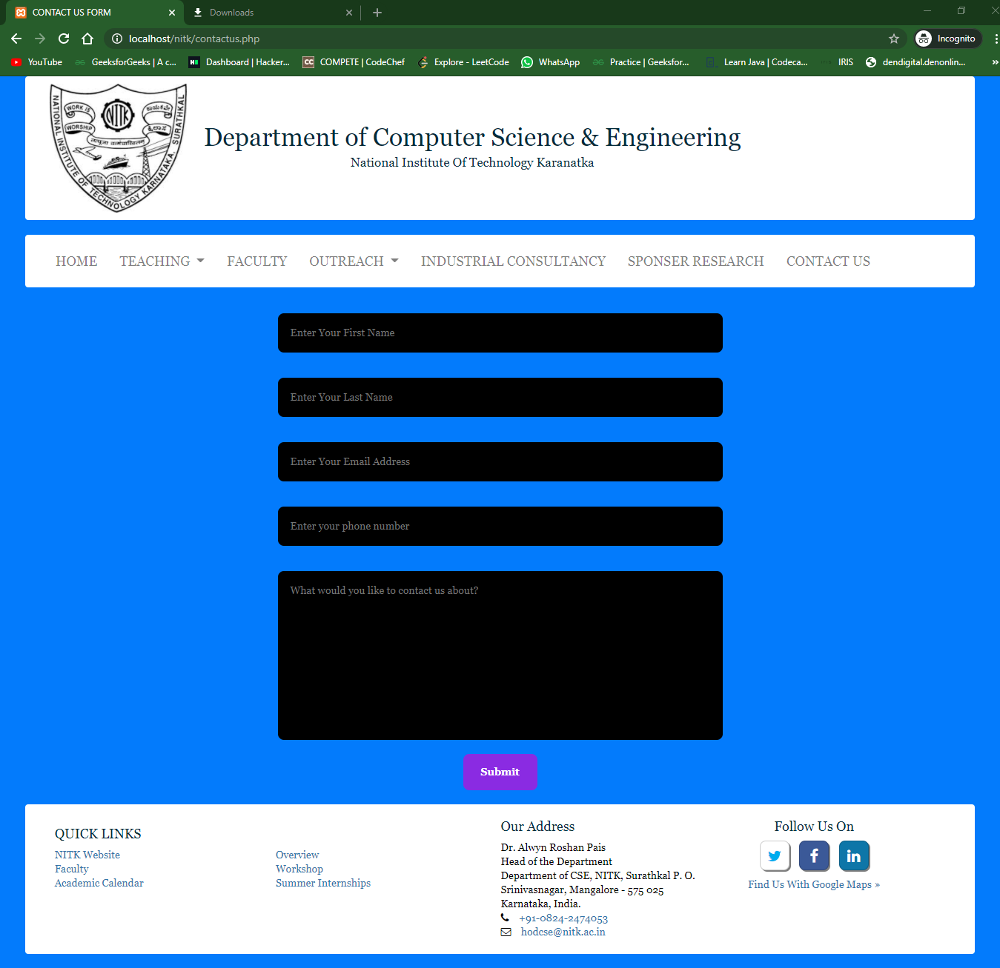 CONTACT US FORM
Downloads
localhost/nitk/contactus.php
Incognito
YouTube
GeeksforGeeks | A c...
Dashboard | Hacker...
COMPETE | CodeChef
Explore - LeetCode
WhatsApp
Practice | Geeksfor...
Learn Java | Codeca...
IRIS
dendigital.denonlin...
»
WORK IS
WORSHIP
NITK
ಕಾಯಕವೇ
ಕೈಲಾಸ
NATIONAL INSTITUTE OF TECHNOLOGY KARNATAKA, SURATHKAL
Department of Computer Science & Engineering
National Institute Of Technology Karanatka
HOME
TEACHING
FACULTY
OUTREACH
INDUSTRIAL CONSULTANCY
SPONSER RESEARCH
CONTACT US
Enter Your First Name
Enter Your Last Name
Enter Your Email Address
Enter your phone number
What would you like to contact us about?
Submit
QUICK LINKS
NITK Website
Faculty
Academic Calendar
Overview
Workshop
Summer Internships
Our Address
Dr. Alwyn Roshan Pais
Head of the Department
Department of CSE, NITK, Surathkal P. O.
Srinivasnagar, Mangalore - 575 025
Karnataka, India.
+91-0824-2474053
hodcse@nitk.ac.in
Follow Us On
Find Us With Google Maps »